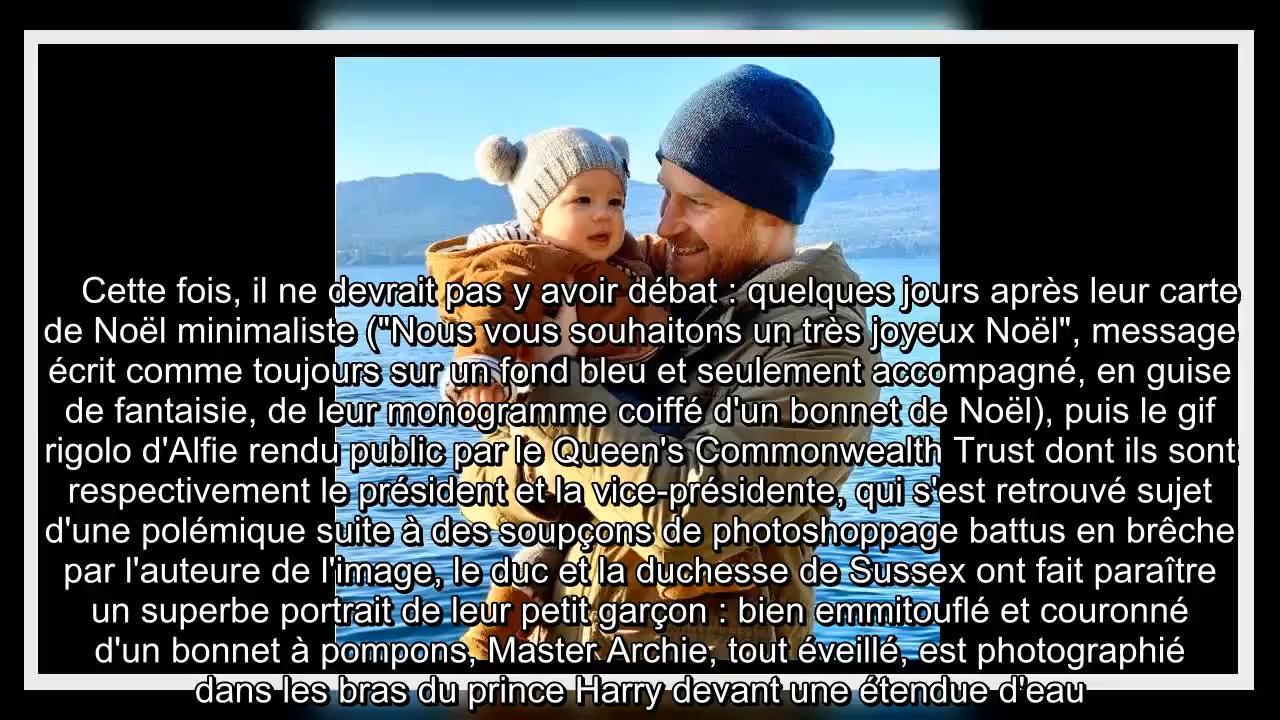 Cette fois, il ne devrait pas y avoir débat : quelques jours après leur carte
de Noël minimaliste ("Nous vous souhaitons un très joyeux Noël", message
écrit comme toujours sur un fond bleu et seulement accompagné, en guise
de fantaisie, de leur monogramme coiffé d'un bonnet de Noël), puis le gif
rigolo d'Alfie rendu public par le Queen's Commonwealth Trust dont ils sont
respectivement le président et la vice-présidente, qui s'est retrouvé sujet
d'une polémique suite à des soupçons de photoshoppage battus en brêche
par l'auteure de l'image, le duc et la duchesse de Sussex ont fait paraître
un superbe portrait de leur petit garçon : bien emmitouflé et couronné
d'un bonnet à pompons, Master Archie, tout éveillé, est photographié
dans les bras du prince Harry devant une étendue d'eau